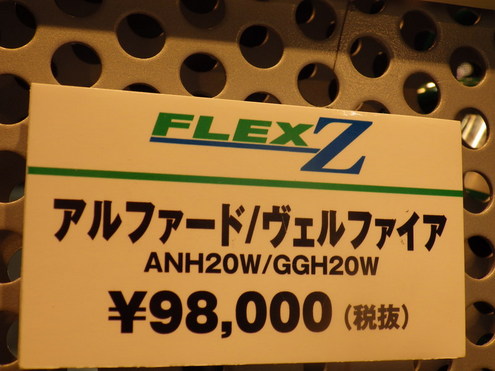 FLEX Z
アルファード/ヴェルファイア
ANH20W/GGH20W
¥98,000（税抜）